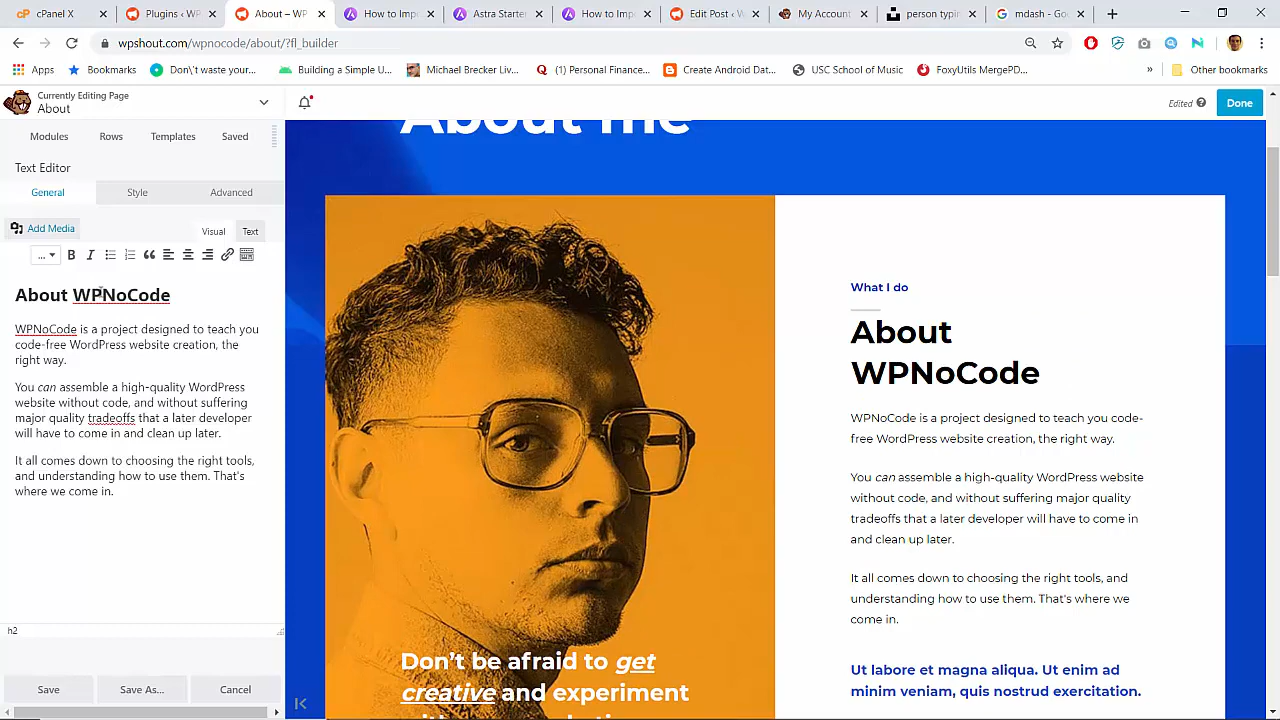 cPanel X
Plugins ‹ WP
About – WP
How to Imp
Astra Starte
How to Imp
Edit Post ‹ W
My Account
person typin
mdash - Goo
wpshout.com/wpnocode/about/?fl_builder
Apps
Bookmarks
Don\'t waste your...
Building a Simple U...
Michael Brecker Liv...
(1) Personal Finance...
Create Android Dat...
USC School of Music
FoxyUtils MergePD...
»
Other bookmarks
Currently Editing Page
About
Edited
Done
Modules
Rows
Templates
Saved
Text Editor
General
Style
Advanced
Add Media
Visual
Text
...
B
I
About WPNoCode
WPNoCode is a project designed to teach you
code-free WordPress website creation, the
right way.
You can assemble a high-quality WordPress
website without code, and without suffering
major quality tradeoffs that a later developer
will have to come in and clean up later.
It all comes down to choosing the right tools,
and understanding how to use them. That's
where we come in.
h2
Save
Save As...
Cancel
About me
What I do
About
WPNoCode
WPNoCode is a project designed to teach you code-
free WordPress website creation, the right way.
You can assemble a high-quality WordPress website
without code, and without suffering major quality
tradeoffs that a later developer will have to come in
and clean up later.
It all comes down to choosing the right tools, and
understanding how to use them. That's where we
come in.
Ut labore et magna aliqua. Ut enim ad
minim veniam, quis nostrud exercitation.
Don't be afraid to get
creative and experiment